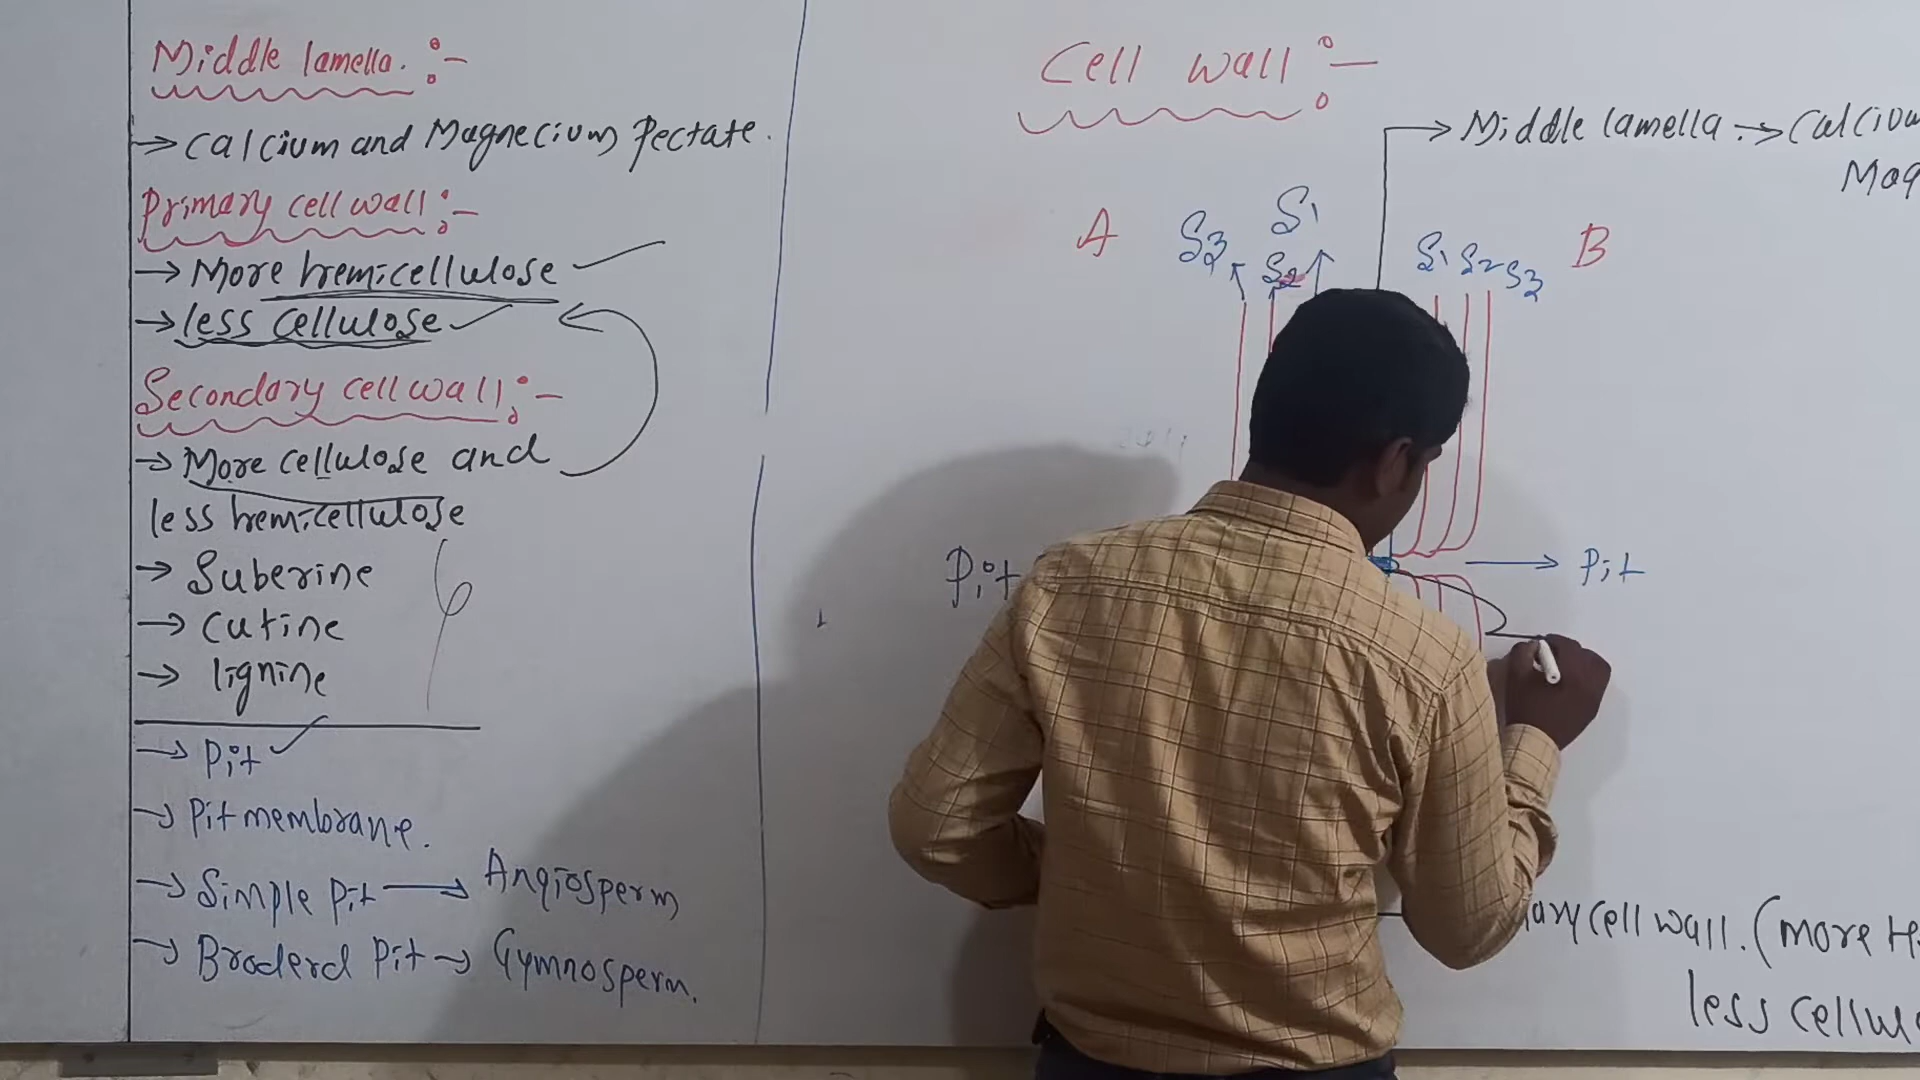 Middle lamella :-
→ Calcium and Magnecium Pectate.
Primary cell wall :-
→ More hemicellulose
→ less cellulose
Secondary cell wall :-
→ More cellulose and
less hemicellulose
→ Suberine
→ Cutine
→ lignine
→ Pit
→ Pit membrane.
→ Simple Pit → Angiosperm
→ Broderd Pit → Gymnosperm.
Cell wall :-
→ Middle lamella. → Calcium
Mag
A S3 S2 S1 S1 S2 S3 B
Pit → Pit
ary cell wall. (more H
less cellul